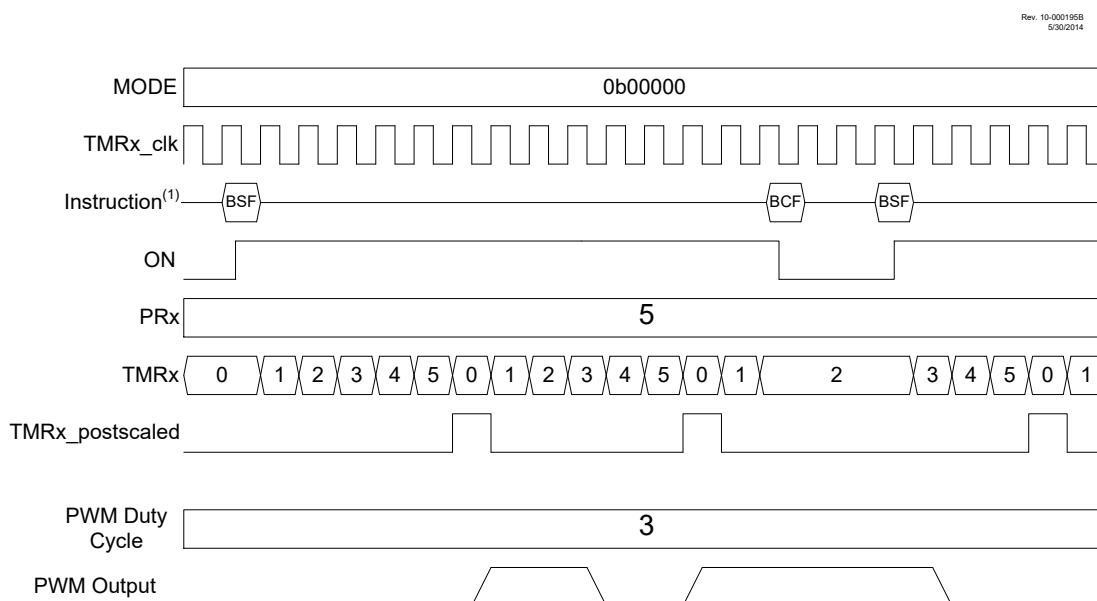 Rev. 10-000195B
5/30/2014
MODE 0b00000
TMRx_clk
Instruction(1) BSF BCF BSF
ON
PRx 5
TMRx 0 1 2 3 4 5 0 1 2 3 4 5 0 1 2 3 4 5 0 1
TMRx_postscaled
PWM Duty
Cycle 3
PWM Output